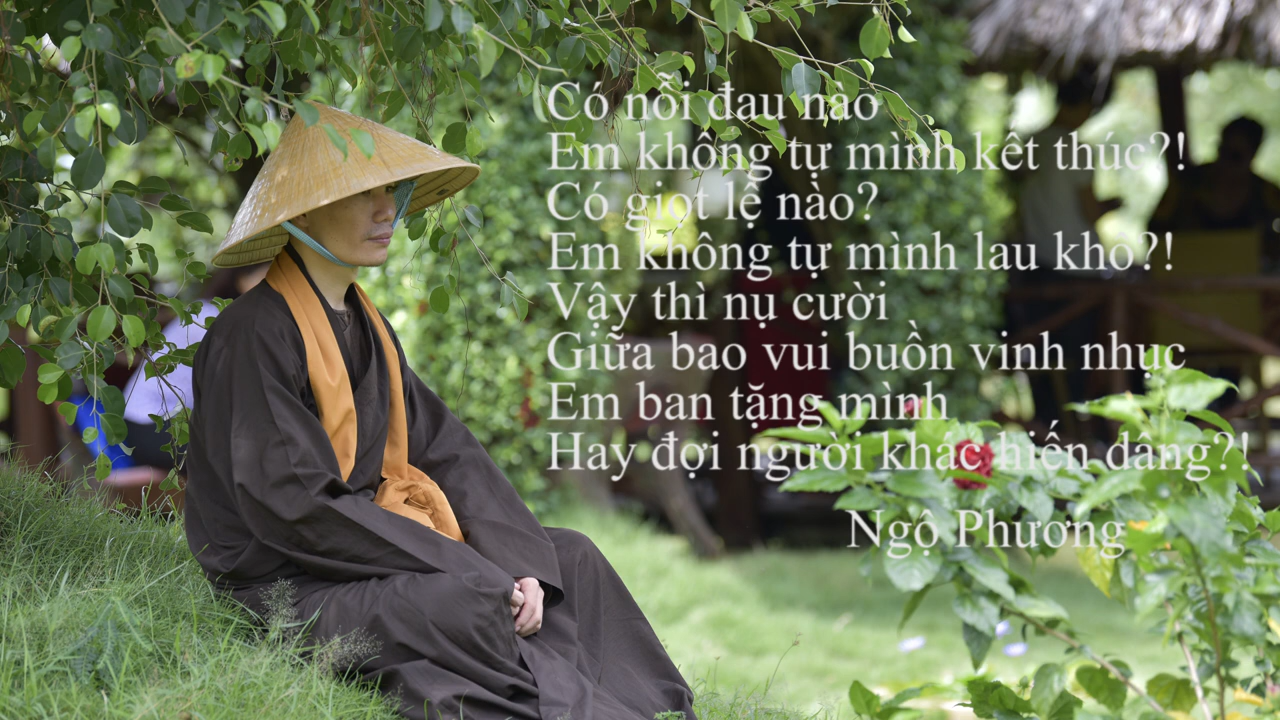 Có nỗi đau nào
Em không tự mình kết thúc?!
Có giọt lệ nào?
Em không tự mình lau khô?!
Vậy thì nụ cười
Giữa bao vui buồn vinh nhục
Em ban tặng mình
Hay đợi người khác hiến dâng?!
Ngộ Phương